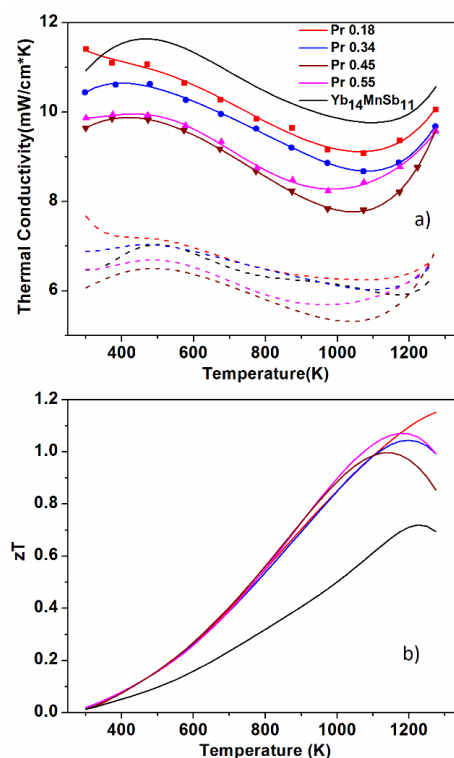 Thermal Conductivity(mW/cm*K)
12
10
8
6
Pr 0.18
Pr 0.34
Pr 0.45
Pr 0.55
Yb14MnSb11
a)
400 600 800 1000 1200
Temperature(K)
zT
1.2
1.0
0.8
0.6
0.4
0.2
0.0
b)
400 600 800 1000 1200
Temperature (K)